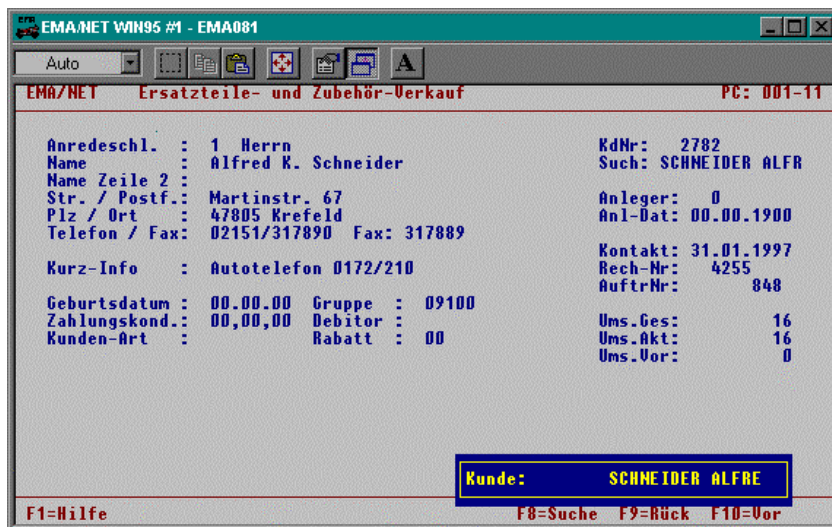 EMA/NET WIN95 #1 - EMA081
Auto A
EMA/NET Ersatzteile- und Zubehör-Verkauf PC: 001-11
Anredeschl. : 1 Herrn KdNr: 2782
Name : Alfred K. Schneider Such: SCHNEIDER ALFR
Name Zeile 2 :
Str. / Postf.: Martinstr. 67 Anleger: 0
Plz / Ort : 47805 Krefeld Anl-Dat: 00.00.1900
Telefon / Fax: 02151/317890 Fax: 317889
Kontakt: 31.01.1997
Kurz-Info : Autotelefon 0172/210 Rech-Nr: 4255
AuftrNr: 848
Geburtsdatum : 00.00.00 Gruppe : 09100
Zahlungskond.: 00,00,00 Debitor : Ums.Ges: 16
Kunden-Art : Rabatt : 00 Ums.Akt: 16
Ums.Vor: 0
Kunde: SCHNEIDER ALFRE
F1=Hilfe F8=Suche F9=Rück F10=Vor